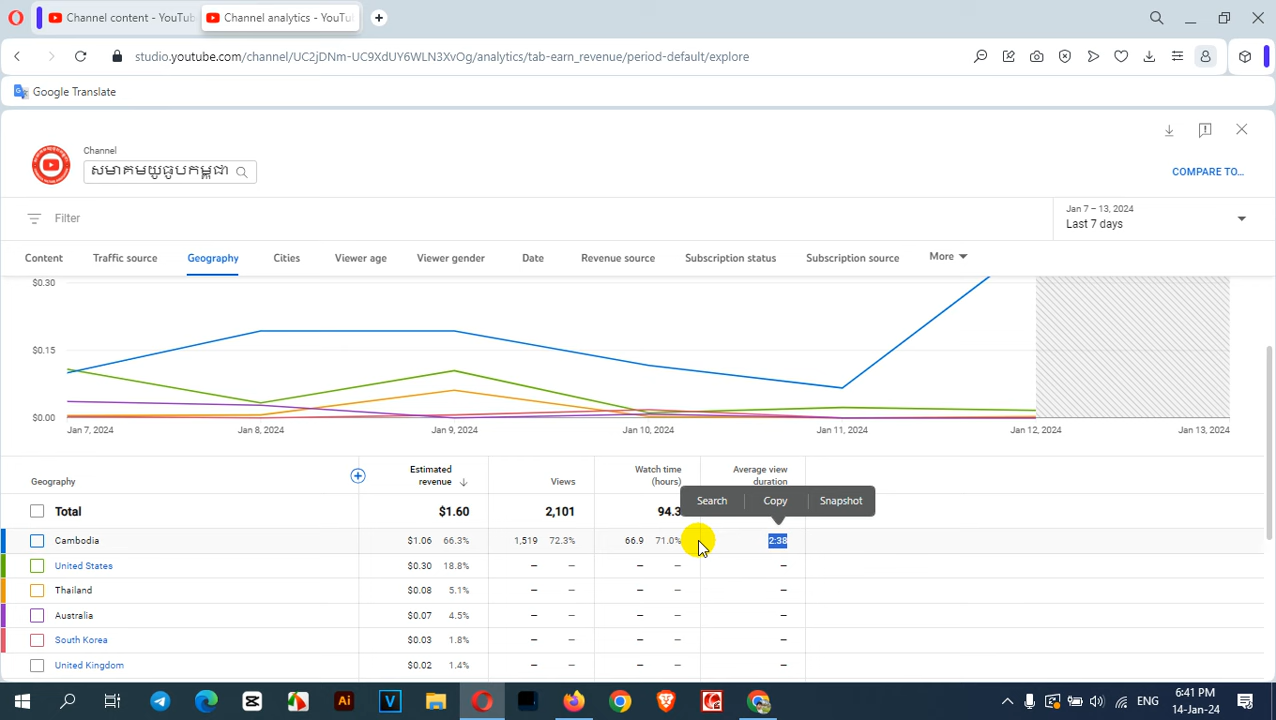 Channel content - YouTub
Channel analytics - YouTu
studio.youtube.com/channel/UC2jDNm-UC9XdUY6WLN3XvOg/analytics/tab-earn_revenue/period-default/explore
Google Translate
Channel
សមាគមយូធូបកម្ពុជា
COMPARE TO...
Filter
Jan 7 – 13, 2024
Last 7 days
Content Traffic source Geography Cities Viewer age Viewer gender Date Revenue source Subscription status Subscription source More
$0.30
$0.15
$0.00
Jan 7, 2024 Jan 8, 2024 Jan 9, 2024 Jan 10, 2024 Jan 11, 2024 Jan 12, 2024 Jan 13, 2024
Geography Estimated revenue Views Watch time (hours) Average view duration
Search Copy Snapshot
Total $1.60 2,101 94.3
Cambodia $1.06 66.3% 1,519 72.3% 66.9 71.0% 2:38
United States $0.30 18.8% – – – – –
Thailand $0.08 5.1% – – – – –
Australia $0.07 4.5% – – – – –
South Korea $0.03 1.8% – – – – –
United Kingdom $0.02 1.4% – – – – –
ENG
6:41 PM
14-Jan-24